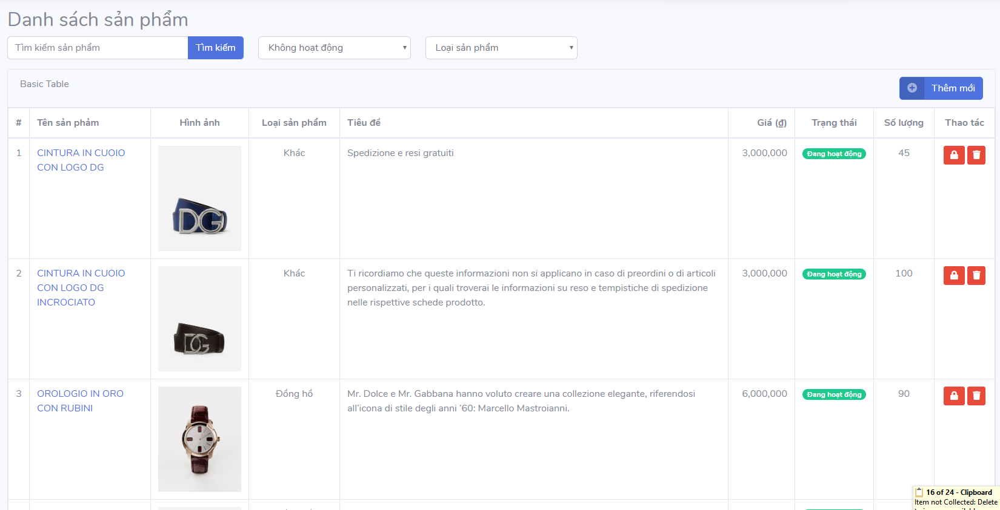 Danh sách sản phẩm
Tìm kiếm sản phẩm
Tìm kiếm
Không hoạt động
Loại sản phẩm
Basic Table
Thêm mới
# Tên sản phảm Hình ảnh Loại sản phẩm Tiêu đề Giá (₫) Trạng thái Số lượng Thao tác
1 CINTURA IN CUOIO Khác Spedizione e resi gratuiti 3,000,000 Đang hoạt động 45
CON LOGO DG
DG
2 CINTURA IN CUOIO Khác Ti ricordiamo che queste informazioni non si applicano in caso di preordini o di articoli 3,000,000 Đang hoạt động 100
CON LOGO DG personalizzati, per i quali troverai le informazioni su reso e tempistiche di spedizione
INCROCIATO nelle rispettive schede prodotto.
DG
3 OROLOGIO IN ORO Đồng hồ Mr. Dolce e Mr. Gabbana hanno voluto creare una collezione elegante, riferendosi 6,000,000 Đang hoạt động 90
CON RUBINI all'icona di stile degli anni '60: Marcello Mastroianni.
16 of 24 - Clipboard
Item not Collected: Delete